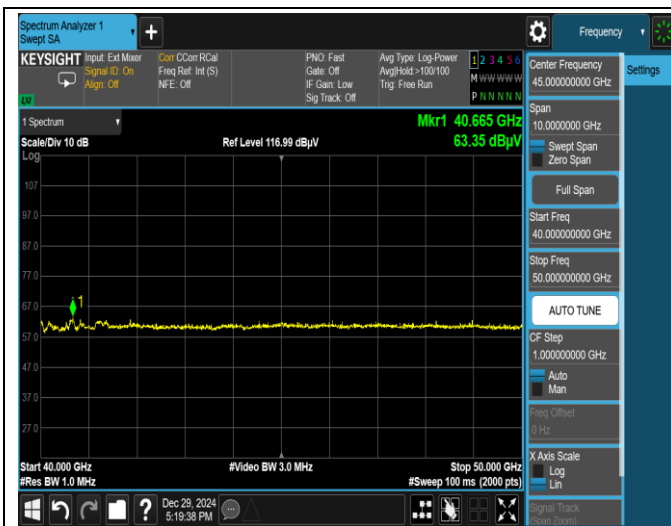 Spectrum Analyzer 1
Swept SA
+
Frequency
KEYSIGHT
Input: Ext Mixer
Signal ID: On
Align: Off
Corr CCorr RCal
Freq Ref: Int (S)
NFE: Off
PNO: Fast
Gate: Off
IF Gain: Low
Sig Track: Off
Avg Type: Log-Power
Avg|Hold:>100/100
Trig: Free Run
1 2 3 4 5 6
M W W W W W
P N N N N N
LXI
1 Spectrum
Scale/Div 10 dB
Ref Level 116.99 dBµV
Mkr1 40.665 GHz
63.35 dBµV
Log
107
97.0
87.0
77.0
67.0
57.0
47.0
37.0
27.0
1
Start 40.000 GHz
#Res BW 1.0 MHz
#Video BW 3.0 MHz
Stop 50.000 GHz
#Sweep 100 ms (2000 pts)
Center Frequency
45.000000000 GHz
Settings
Span
10.0000000 GHz
Swept Span
Zero Span
Full Span
Start Freq
40.000000000 GHz
Stop Freq
50.000000000 GHz
AUTO TUNE
CF Step
1.000000000 GHz
Auto
Man
Freq Offset
0 Hz
X Axis Scale
Log
Lin
Signal Track
(Span Zoom)
?
Dec 29, 2024
5:19:38 PM